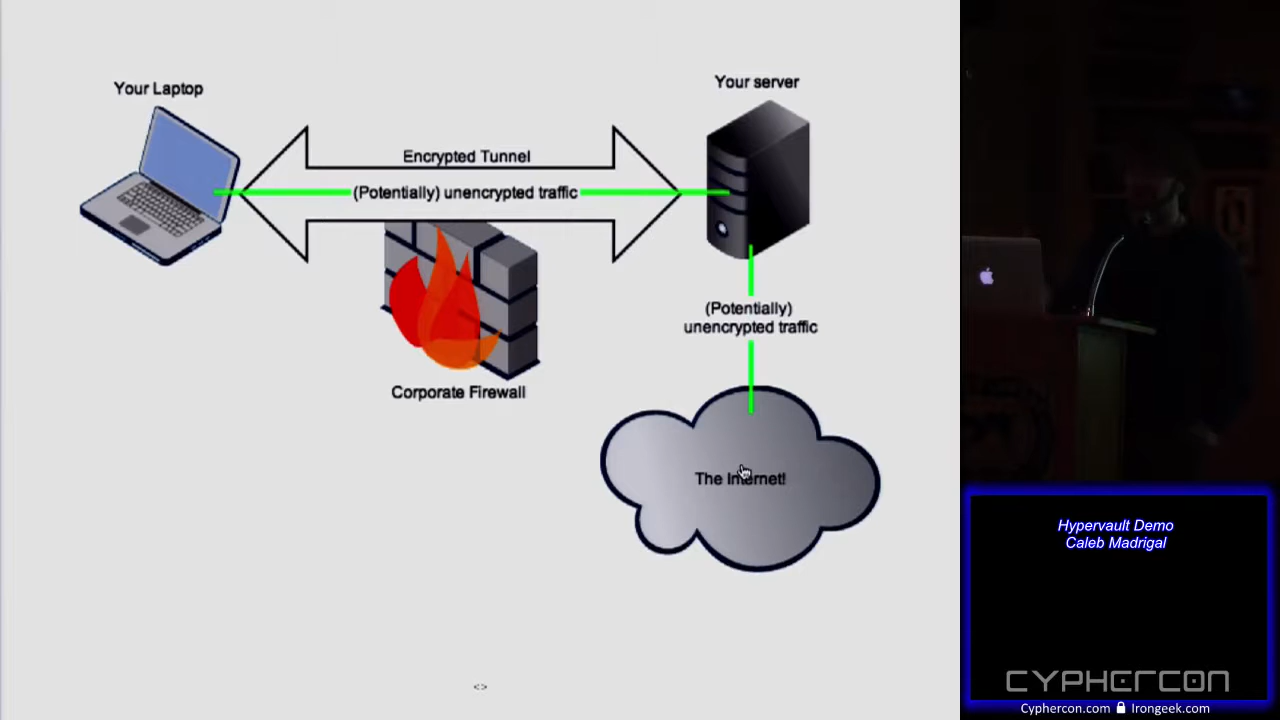 Your Laptop
Your server
Encrypted Tunnel
(Potentially) unencrypted traffic
(Potentially)
unencrypted traffic
Corporate Firewall
The Internet!
<>
Hypervault Demo
Caleb Madrigal
CYPHERCON
Cyphercon.com Irongeek.com